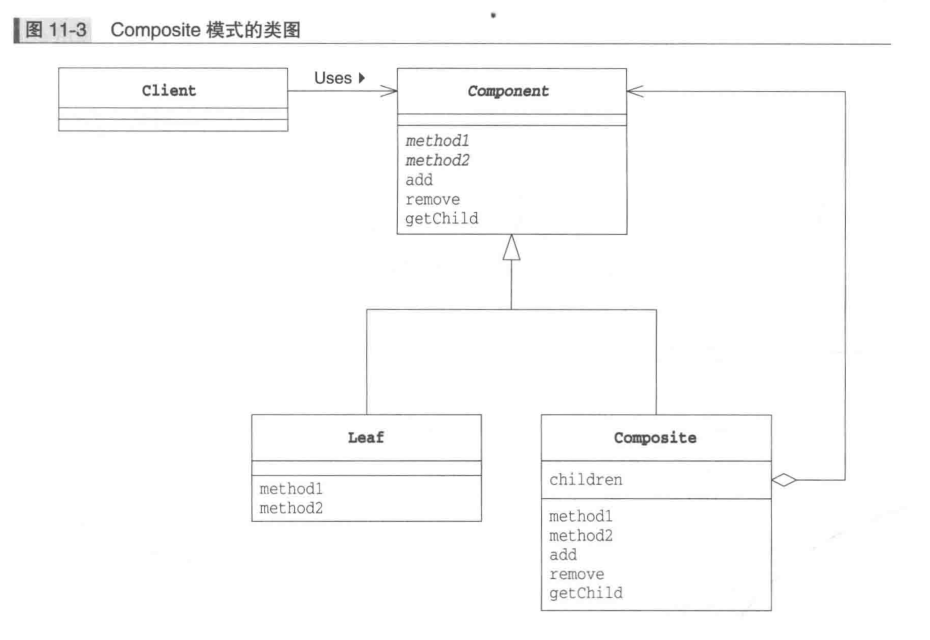 图 11-3 Composite 模式的类图
Client
Uses
Component
method1
method2
add
remove
getChild
Leaf
method1
method2
Composite
children
method1
method2
add
remove
getChild